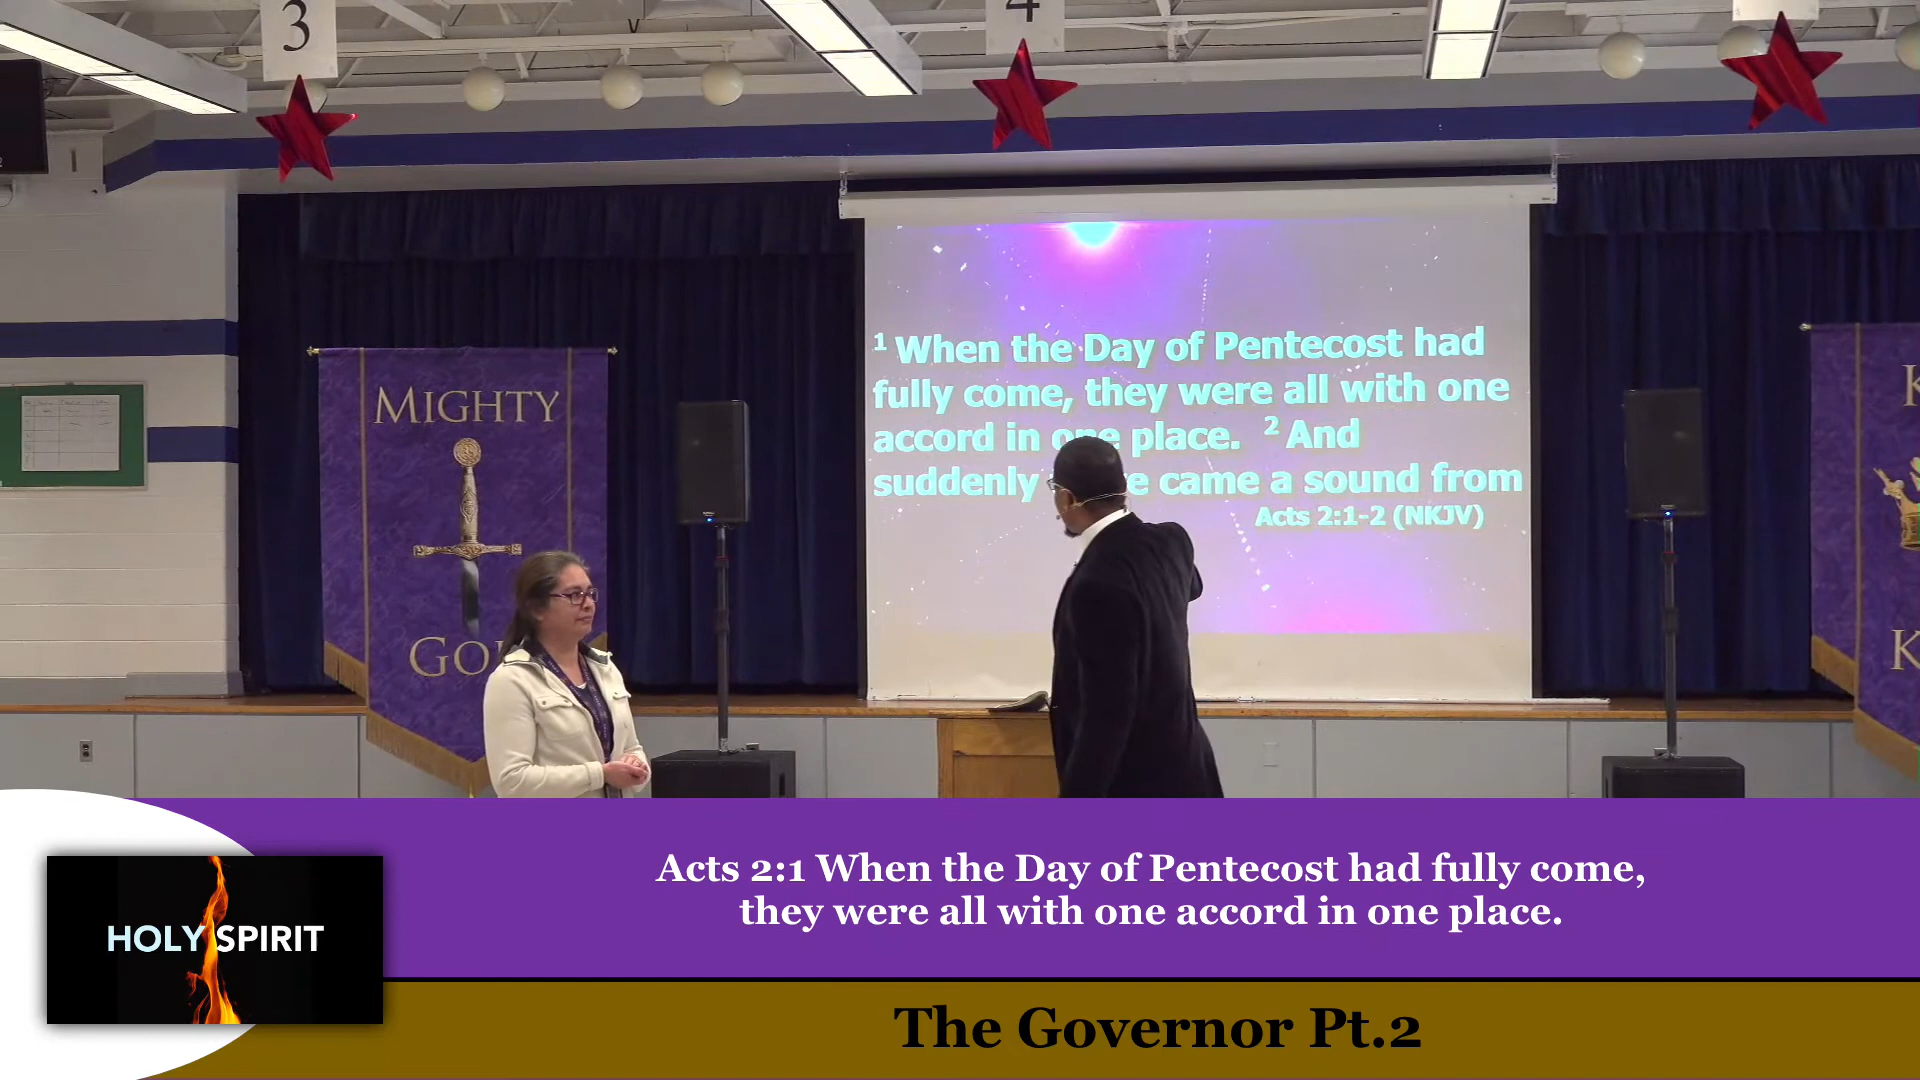 3
4
MIGHTY
GO
K
K
1 When the Day of Pentecost had
fully come, they were all with one
accord in one place. 2 And
suddenly came a sound from
Acts 2:1-2 (NKJV)
Acts 2:1 When the Day of Pentecost had fully come,
they were all with one accord in one place.
HOLY SPIRIT
The Governor Pt.2